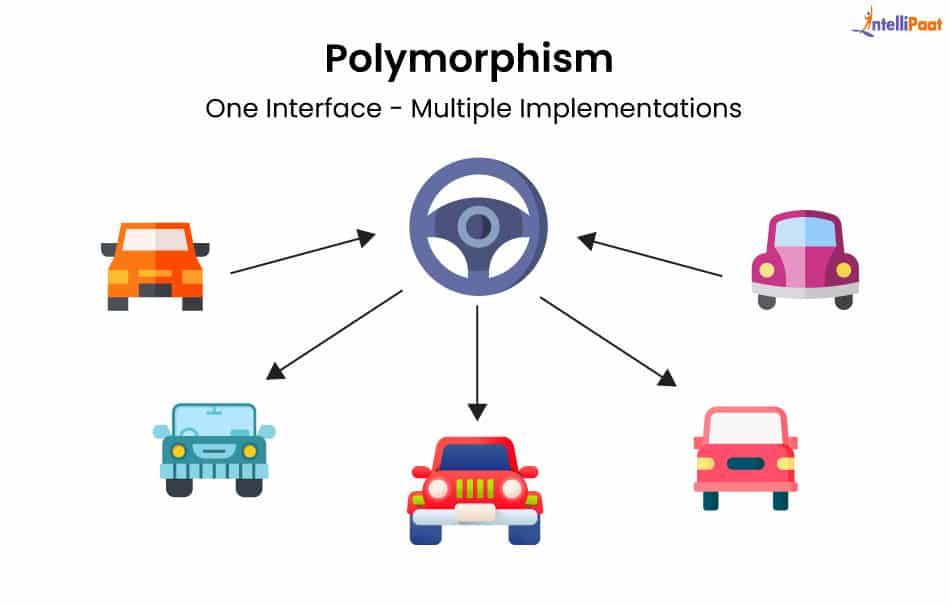 intelliPaat
Polymorphism
One Interface - Multiple Implementations